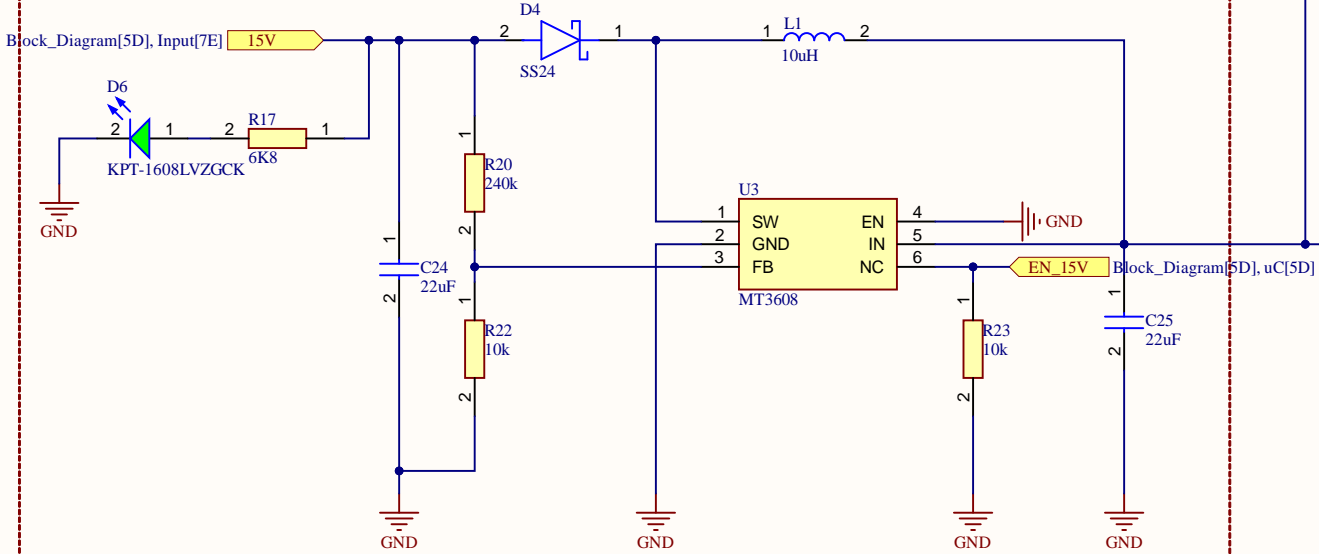 D4
L1
Block_Diagram[5D], Input[7E] 15V
2 1
1 2
SS24
10uH
D6
2 1
KPT-1608LVZGCK
R17
2 1
6K8
GND
1
R20
240k
2
1
C24
22uF
2
1
R22
10k
2
GND
U3
1 SW EN 4 GND
2 GND IN 5
3 FB NC 6 EN_15V Block_Diagram[5D], uC[5D]
MT3608
GND
1
R23
10k
2
GND
1
C25
22uF
2
GND